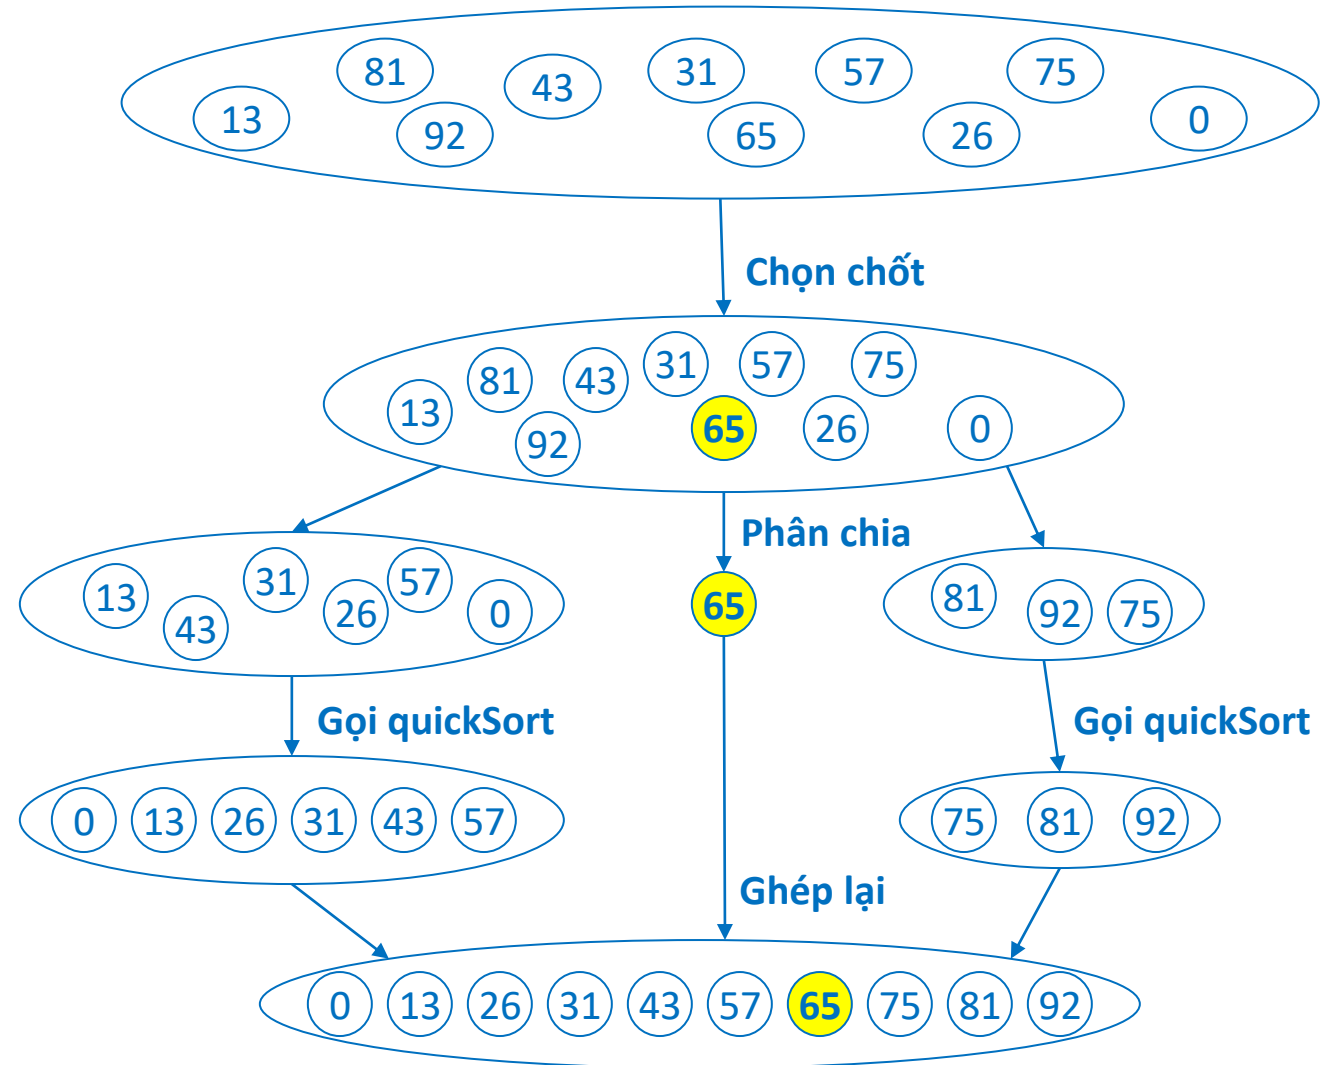 81 43 31 57 75
13 92 65 26 0
Chọn chốt
81 43 31 57 75
13 92 65 26 0
Phân chia
13 43 31 26 57 0
65
81 92 75
Gọi quickSort
Gọi quickSort
0 13 26 31 43 57
75 81 92
Ghép lại
0 13 26 31 43 57 65 75 81 92